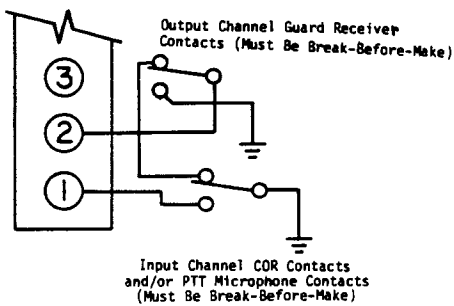 Output Channel Guard Receiver
Contacts (Must Be Break-Before-Make)
3
2
1
Input Channel COR Contacts
and/or PTT Microphone Contacts
(Must Be Break-Before-Make)